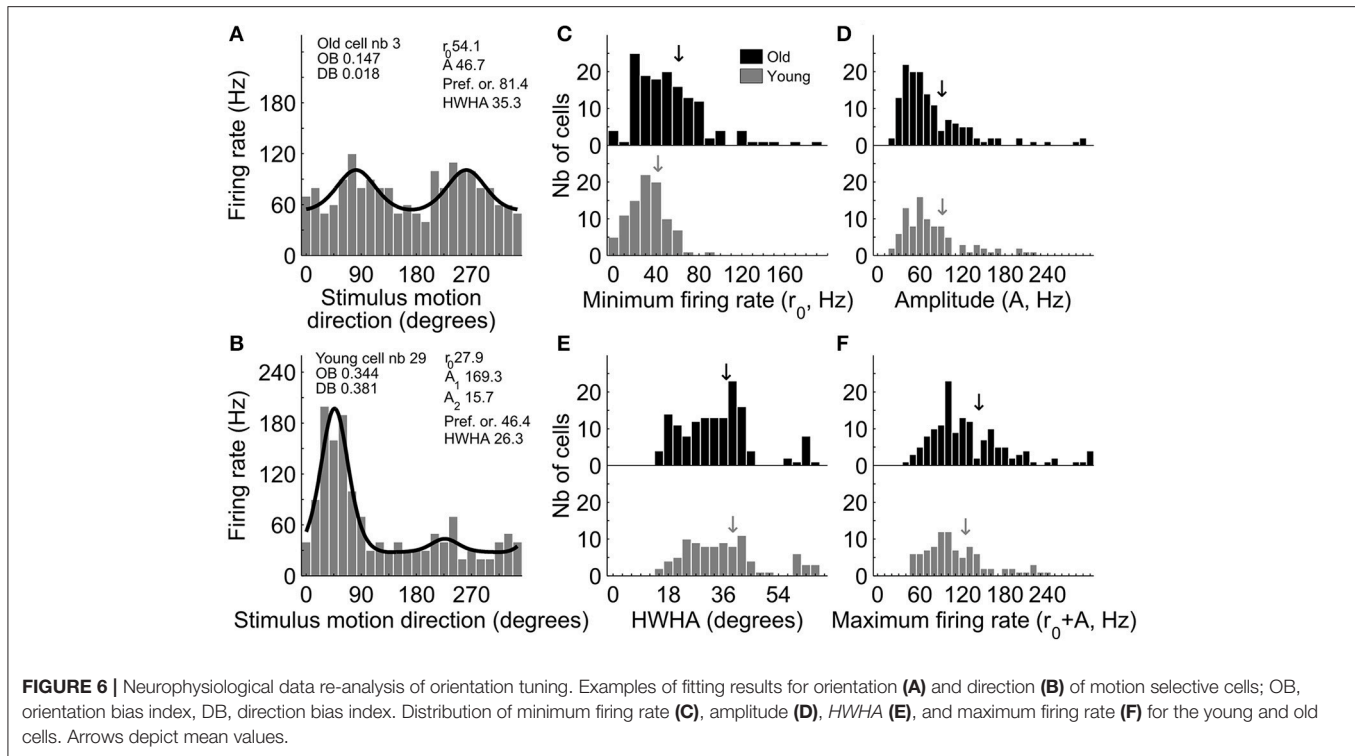 A
Old cell nb 3
OB 0.147
DB 0.018
r0 54.1
A 46.7
Pref. or. 81.4
HWHA 35.3
Firing rate (Hz)
180
120
60
0
0 90 180 270
Stimulus motion
direction (degrees)
C
Old
Young
Nb of cells
20
10
0
20
10
0
0 40 80 120 160
Minimum firing rate (r0, Hz)
D
20
10
0
20
10
0
0 60 120 180 240
Amplitude (A, Hz)
B
Young cell nb 29
OB 0.344
DB 0.381
r0 27.9
A1 169.3
A2 15.7
Pref. or. 46.4
HWHA 26.3
Firing rate (Hz)
240
180
120
60
0
0 90 180 270
Stimulus motion direction (degrees)
E
Nb of cells
20
10
0
20
10
0
0 18 36 54
HWHA (degrees)
F
20
10
0
20
10
0
0 60 120 180 240
Maximum firing rate (r0+A, Hz)
FIGURE 6 | Neurophysiological data re-analysis of orientation tuning. Examples of fitting results for orientation (A) and direction (B) of motion selective cells; OB,
orientation bias index, DB, direction bias index. Distribution of minimum firing rate (C), amplitude (D), HWHA (E), and maximum firing rate (F) for the young and old
cells. Arrows depict mean values.